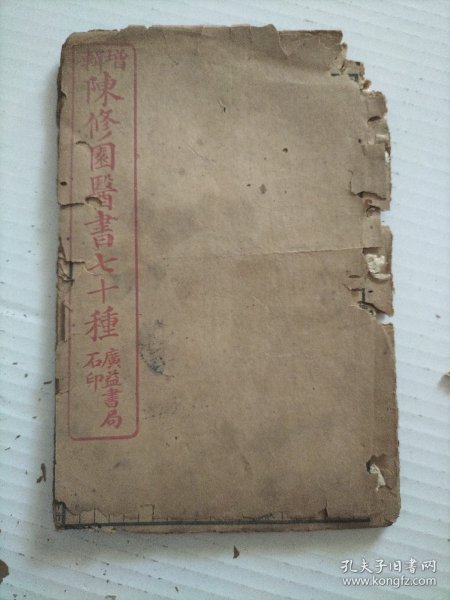 增輯
陳修園醫書七十種
廣益書局
石印
孔夫子旧书网
www.kongfz.com